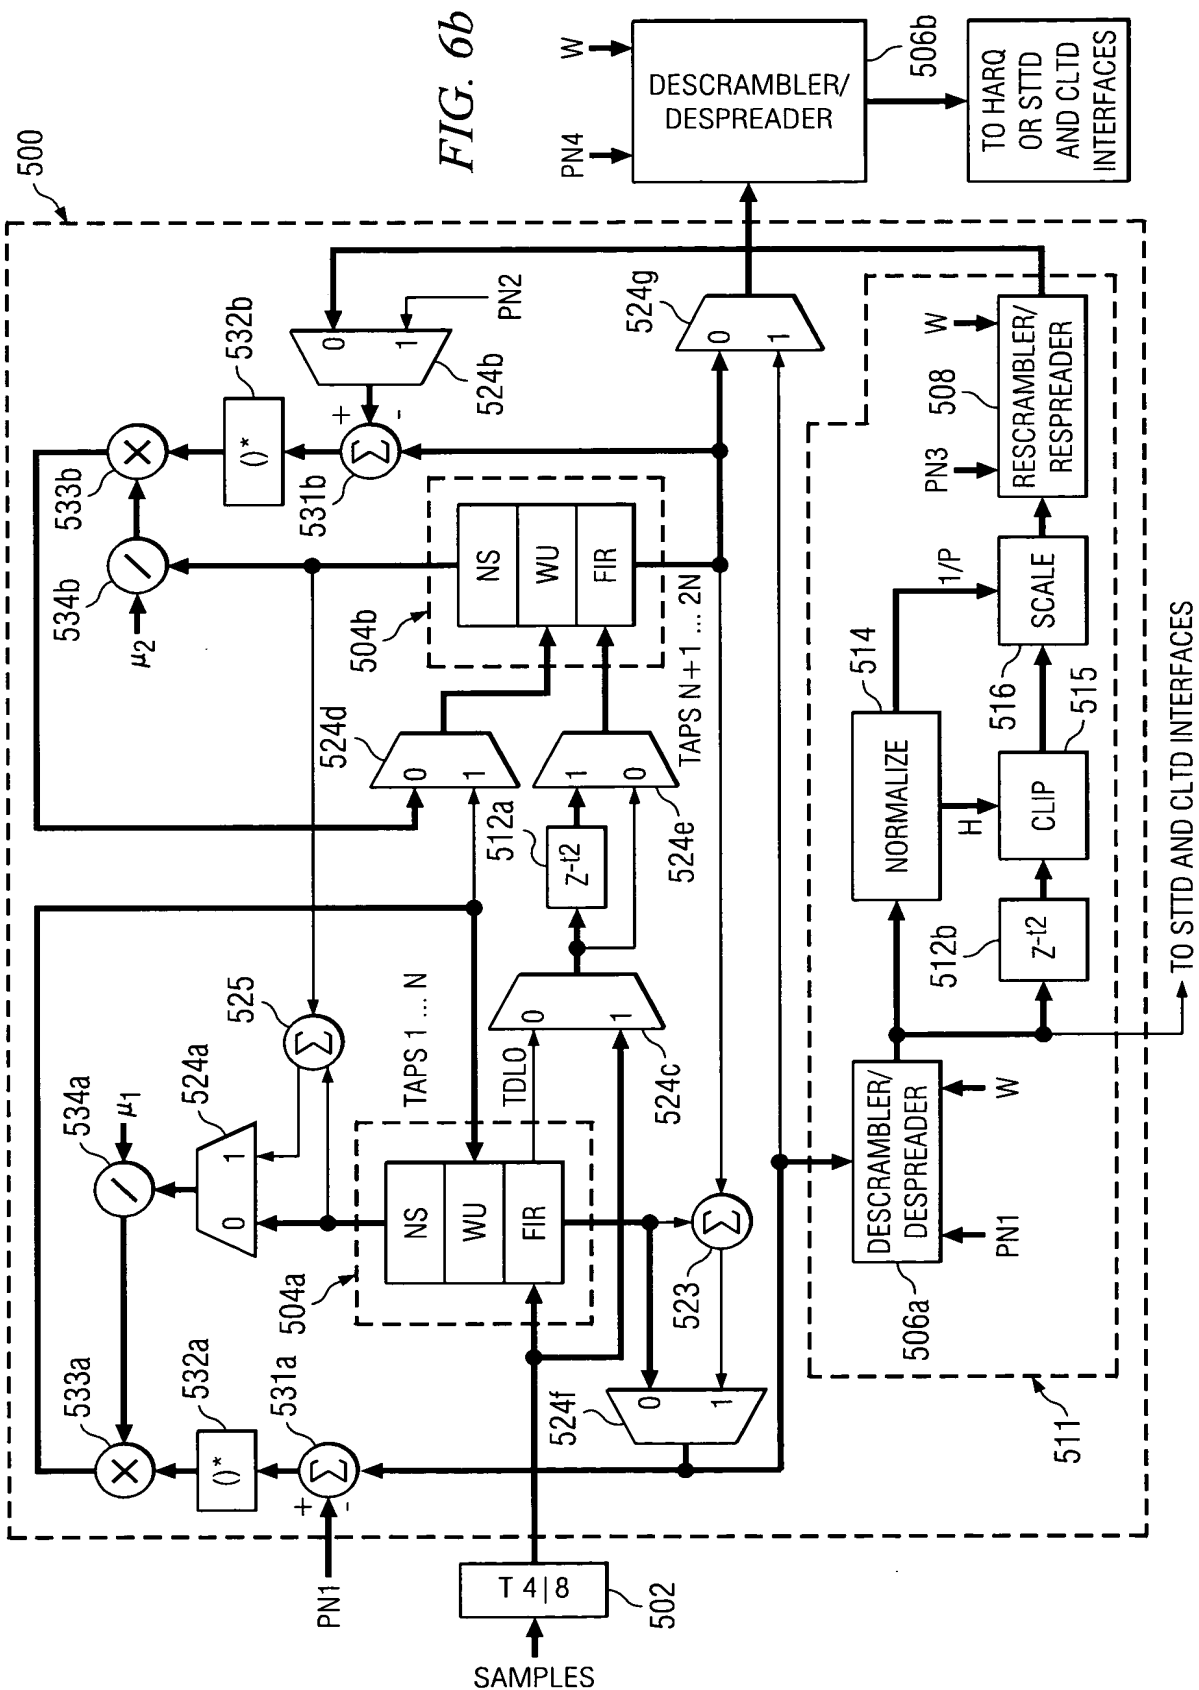 FIG. 6b
500
SAMPLES
T 4|8
502
PN1
+
-
Σ
531a
()*
532a
X
533a
/
534a
μ1
0
1
524a
Σ
525
504a
NS
WU
FIR
TAPS 1 ... N
TDLO
0
1
524c
Z-t2
512a
1
0
524e
0
1
524d
504b
NS
WU
FIR
TAPS N+1 ... 2N
μ2
/
534b
X
533b
()*
532b
Σ
531b
+
-
0
1
524b
PN2
0
1
524f
Σ
523
0
1
524g
PN4
W
DESCRAMBLER/
DESPREADER
506b
TO HARQ
OR STTD
AND CLTD
INTERFACES
511
506a
DESCRAMBLER/
DESPREADER
PN1
W
NORMALIZE
514
Z-t2
512b
H
CLIP
515
1/P
SCALE
516
PN3
W
508
RESCRAMBLER/
RESPREADER
TO STTD AND CLTD INTERFACES